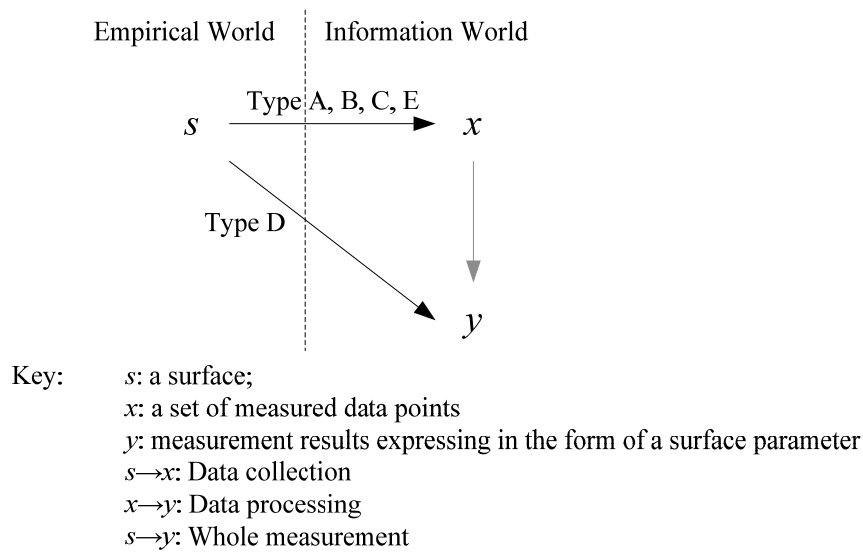 Empirical World
Information World
Type A, B, C, E
s
x
Type D
y
Key: s: a surface;
x: a set of measured data points
y: measurement results expressing in the form of a surface parameter
s→x: Data collection
x→y: Data processing
s→y: Whole measurement